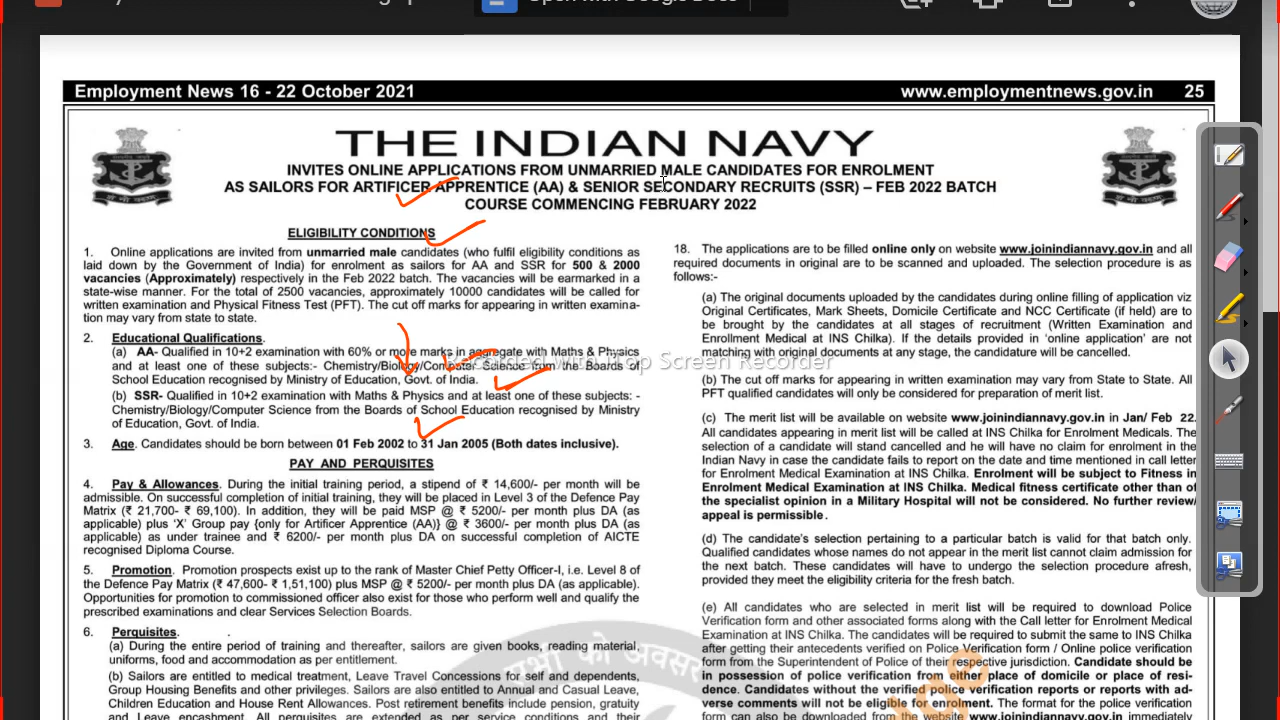 Employment News 16 - 22 October 2021
www.employmentnews.gov.in 25
THE INDIAN NAVY
INVITES ONLINE APPLICATIONS FROM UNMARRIED MALE CANDIDATES FOR ENROLMENT
AS SAILORS FOR ARTIFICER APPRENTICE (AA) & SENIOR SECONDARY RECRUITS (SSR) – FEB 2022 BATCH
COURSE COMMENCING FEBRUARY 2022
ELIGIBILITY CONDITIONS
1. Online applications are invited from unmarried male candidates (who fulfil eligibility conditions as
laid down by the Government of India) for enrolment as sailors for AA and SSR for 500 & 2000
vacancies (Approximately) respectively in the Feb 2022 batch. The vacancies will be earmarked in a
state-wise manner. For the total of 2500 vacancies, approximately 10000 candidates will be called for
written examination and Physical Fitness Test (PFT). The cut off marks for appearing in written examina-
tion may vary from state to state.
2. Educational Qualifications.
(a) AA- Qualified in 10+2 examination with 60% or more marks in aggregate with Maths & Physics
and at least one of these subjects:- Chemistry/Biology/Computer Science from the Boards of
School Education recognised by Ministry of Education, Govt. of India.
(b) SSR- Qualified in 10+2 examination with Maths & Physics and at least one of these subjects: -
Chemistry/Biology/Computer Science from the Boards of School Education recognised by Ministry
of Education, Govt. of India.
3. Age. Candidates should be born between 01 Feb 2002 to 31 Jan 2005 (Both dates inclusive).
PAY AND PERQUISITES
4. Pay & Allowances. During the initial training period, a stipend of ₹ 14,600/- per month will be
admissible. On successful completion of initial training, they will be placed in Level 3 of the Defence Pay
Matrix (₹ 21,700- ₹ 69,100). In addition, they will be paid MSP @ ₹ 5200/- per month plus DA (as
applicable) plus 'X' Group pay {only for Artificer Apprentice (AA)} @ ₹ 3600/- per month plus DA (as
applicable) as under trainee and ₹ 6200/- per month plus DA on successful completion of AICTE
recognised Diploma Course.
5. Promotion. Promotion prospects exist up to the rank of Master Chief Petty Officer-I, i.e. Level 8 of
the Defence Pay Matrix (₹ 47,600- ₹ 1,51,100) plus MSP @ ₹ 5200/- per month plus DA (as applicable).
Opportunities for promotion to commissioned officer also exist for those who perform well and qualify the
prescribed examinations and clear Services Selection Boards.
6. Perquisites.
(a) During the entire period of training and thereafter, sailors are given books, reading material,
uniforms, food and accommodation as per entitlement.
(b) Sailors are entitled to medical treatment, Leave Travel Concessions for self and dependents,
Group Housing Benefits and other privileges. Sailors are also entitled to Annual and Casual Leave,
Children Education and House Rent Allowances. Post retirement benefits include pension, gratuity
and Leave encashment. All perquisites are extended as per service conditions and their
18. The applications are to be filled online only on website www.joinindiannavy.gov.in and all
required documents in original are to be scanned and uploaded. The selection procedure is as
follows:-
(a) The original documents uploaded by the candidates during online filling of application viz
Original Certificates, Mark Sheets, Domicile Certificate and NCC Certificate (if held) are to
be brought by the candidates at all stages of recruitment (Written Examination and
Enrollment Medical at INS Chilka). If the details provided in 'online application' are not
matching with original documents at any stage, the candidature will be cancelled.
(b) The cut off marks for appearing in written examination may vary from State to State. All
PFT qualified candidates will only be considered for preparation of merit list.
(c) The merit list will be available on website www.joinindiannavy.gov.in in Jan/ Feb 22.
All candidates appearing in merit list will be called at INS Chilka for Enrolment Medicals. The
selection of a candidate will stand cancelled and he will have no claim for enrolment in the
Indian Navy in case the candidate fails to report on the date and time mentioned in call letter
for Enrolment Medical Examination at INS Chilka. Enrolment will be subject to Fitness in
Enrolment Medical Examination at INS Chilka. Medical fitness certificate other than of
the specialist opinion in a Military Hospital will not be considered. No further review/
appeal is permissible.
(d) The candidate's selection pertaining to a particular batch is valid for that batch only.
Qualified candidates whose names do not appear in the merit list cannot claim admission for
the next batch. These candidates will have to undergo the selection procedure afresh,
provided they meet the eligibility criteria for the fresh batch.
(e) All candidates who are selected in merit list will be required to download Police
Verification form and other associated forms along with the Call letter for Enrolment Medical
Examination at INS Chilka. The candidates will be required to submit the same to INS Chilka
after getting their antecedents verified on Police Verification form / Online police verification
form from the Superintendent of Police of their respective jurisdiction. Candidate should be
in possession of police verification from either place of domicile or place of resi-
dence. Candidates without the verified police verification reports or reports with ad-
verse comments will not be eligible for enrolment. The format for the police verification
form can also be downloaded from the website www.joinindiannavy.gov.in immediately
Recorded with iTop Screen Recorder
सभी को अवसर